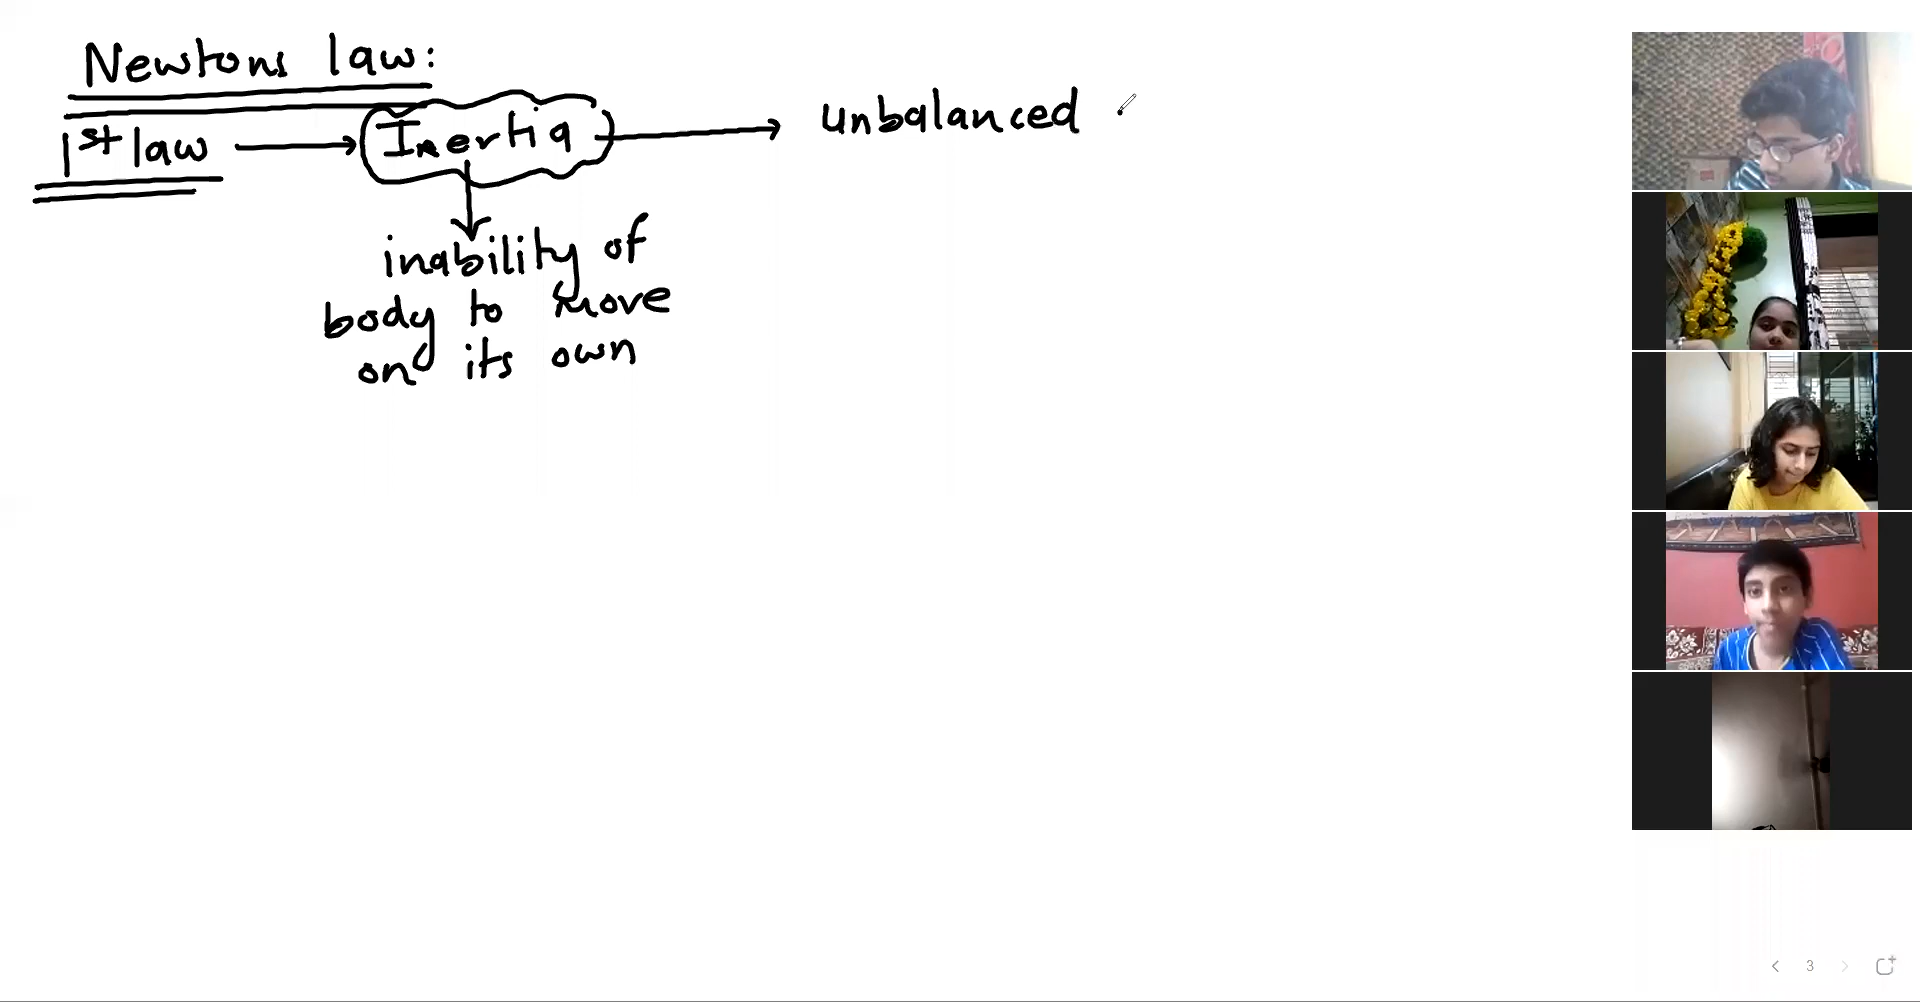 Newtons law:
1st law → Inertia → unbalanced
inability of
body to move
on its own
3